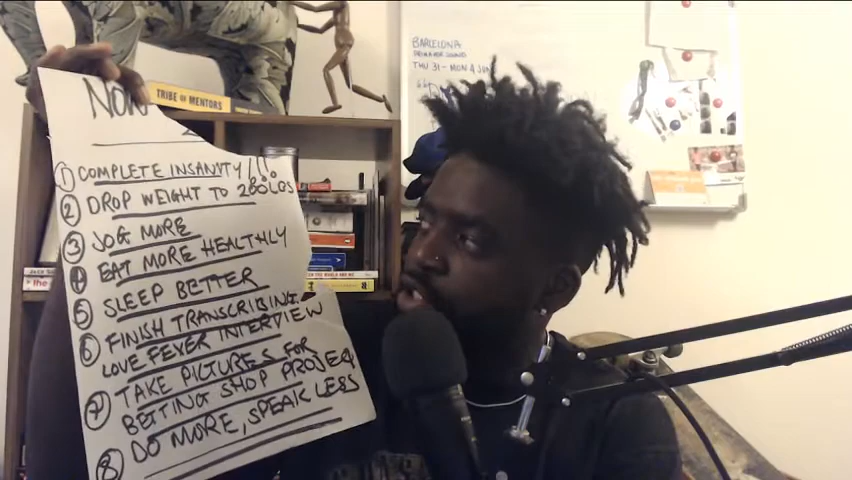 NOW
① COMPLETE INSANITY!!!
② DROP WEIGHT TO 280LBS
③ JOG MORE
④ EAT MORE HEALTHLY
⑤ SLEEP BETTER
⑥ FINISH TRANSCRIBING
LOVE FEVER INTERVIEW
⑦ TAKE PICTURES FOR
BETTING SHOP PROJECT
⑧ DO MORE, SPEAK LESS
TRIBE OF MENTORS
BARCELONA
THU 31 - MON 4